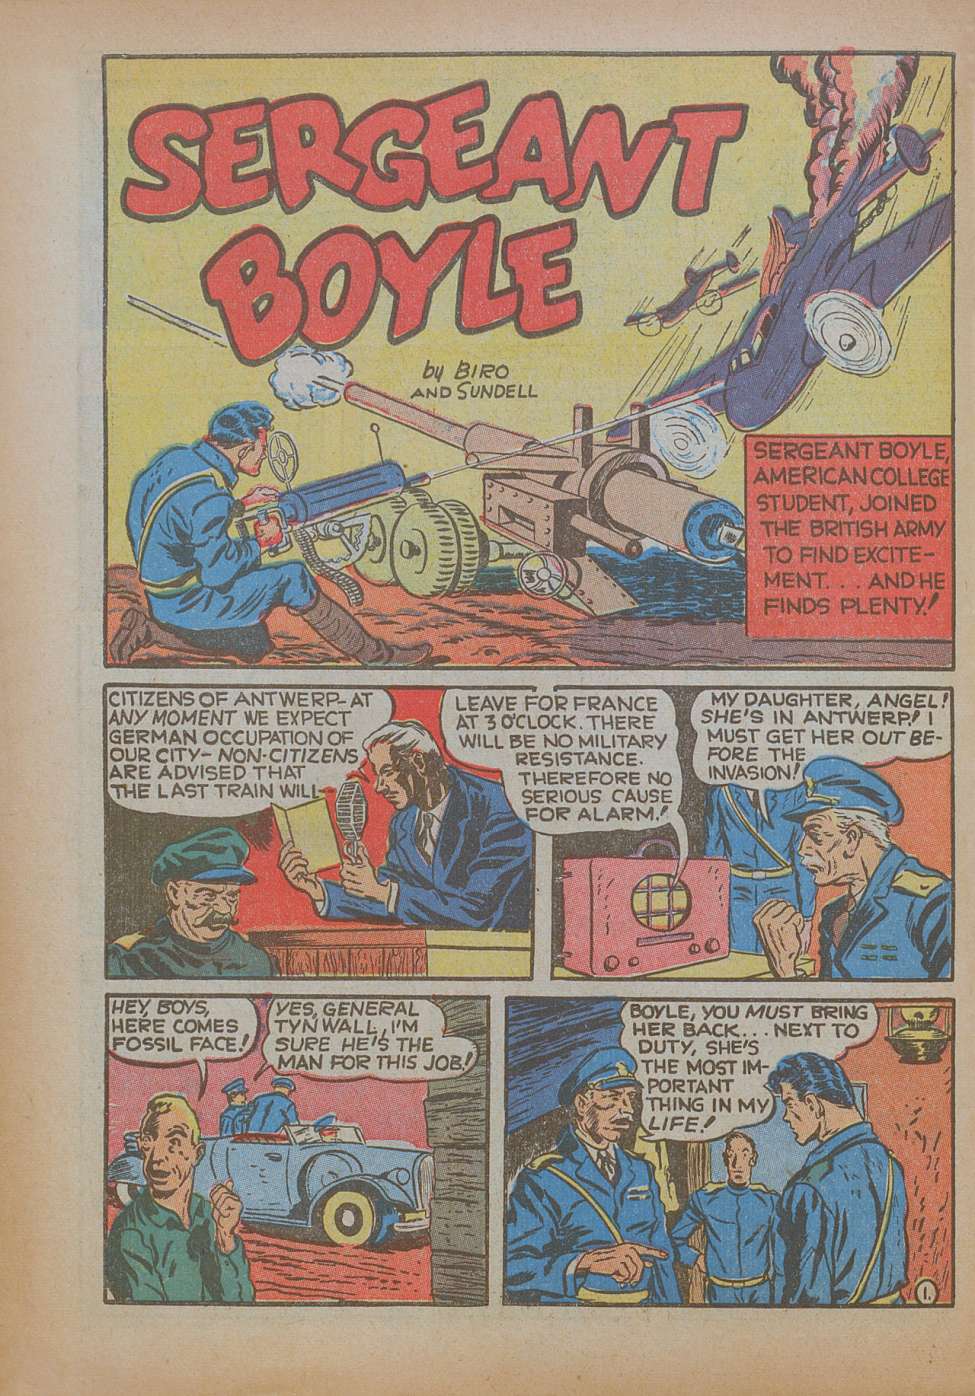 SERGEANT
BOYLE
by BIRO
AND SUNDELL
SERGEANT BOYLE,
AMERICAN COLLEGE
STUDENT, JOINED
THE BRITISH ARMY
TO FIND EXCITE-
MENT... AND HE
FINDS PLENTY!
CITIZENS OF ANTWERP-AT
ANY MOMENT WE EXPECT
GERMAN OCCUPATION OF
OUR CITY- NON-CITIZENS
ARE ADVISED THAT
THE LAST TRAIN WILL-
LEAVE FOR FRANCE
AT 3 O'CLOCK. THERE
WILL BE NO MILITARY
RESISTANCE.
THEREFORE NO
SERIOUS CAUSE
FOR ALARM!
MY DAUGHTER, ANGEL!
SHE'S IN ANTWERP! I
MUST GET HER OUT BE-
FORE THE
INVASION!
HEY, BOYS,
HERE COMES
FOSSIL FACE!
YES, GENERAL
TYNWALL, I'M
SURE HE'S THE
MAN FOR THIS JOB!
BOYLE, YOU MUST BRING
HER BACK... NEXT TO
DUTY, SHE'S
THE MOST IM-
PORTANT
THING IN MY
LIFE!
1.